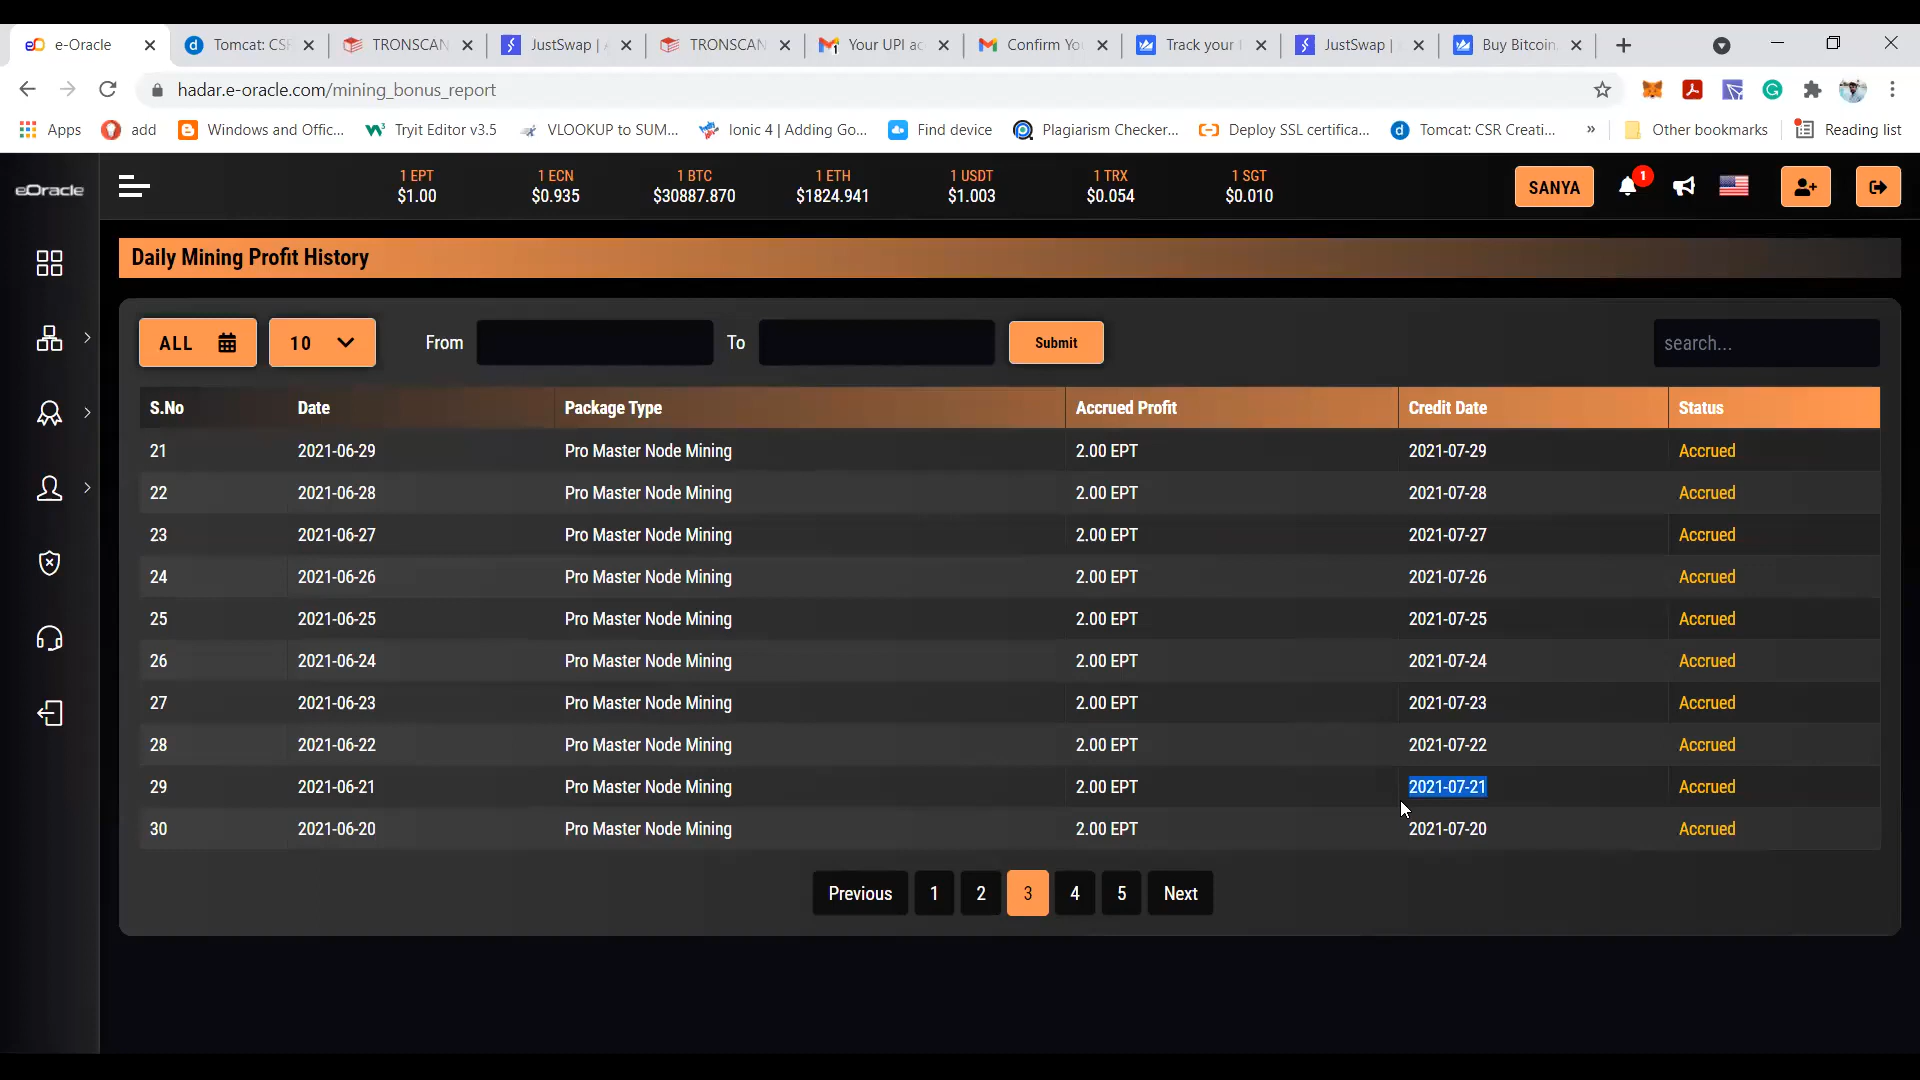 e-Oracle Tomcat: CS TRONSCAN JustSwap | TRONSCAN Your UPI ac Confirm Yo Track your JustSwap | Buy Bitcoin
hadar.e-oracle.com/mining_bonus_report
Apps add Windows and Offic... Tryit Editor v3.5 VLOOKUP to SUM... Ionic 4 | Adding Go... Find device Plagiarism Checker... Deploy SSL certifica... Tomcat: CSR Creati... » Other bookmarks Reading list
eOracle
1 EPT 1 ECN 1 BTC 1 ETH 1 USDT 1 TRX 1 SGT
$1.00 $0.935 $30887.870 $1824.941 $1.003 $0.054 $0.010
SANYA 1
Daily Mining Profit History
ALL 10 From To Submit search...
S.No Date Package Type Accrued Profit Credit Date Status
21 2021-06-29 Pro Master Node Mining 2.00 EPT 2021-07-29 Accrued
22 2021-06-28 Pro Master Node Mining 2.00 EPT 2021-07-28 Accrued
23 2021-06-27 Pro Master Node Mining 2.00 EPT 2021-07-27 Accrued
24 2021-06-26 Pro Master Node Mining 2.00 EPT 2021-07-26 Accrued
25 2021-06-25 Pro Master Node Mining 2.00 EPT 2021-07-25 Accrued
26 2021-06-24 Pro Master Node Mining 2.00 EPT 2021-07-24 Accrued
27 2021-06-23 Pro Master Node Mining 2.00 EPT 2021-07-23 Accrued
28 2021-06-22 Pro Master Node Mining 2.00 EPT 2021-07-22 Accrued
29 2021-06-21 Pro Master Node Mining 2.00 EPT 2021-07-21 Accrued
30 2021-06-20 Pro Master Node Mining 2.00 EPT 2021-07-20 Accrued
Previous 1 2 3 4 5 Next